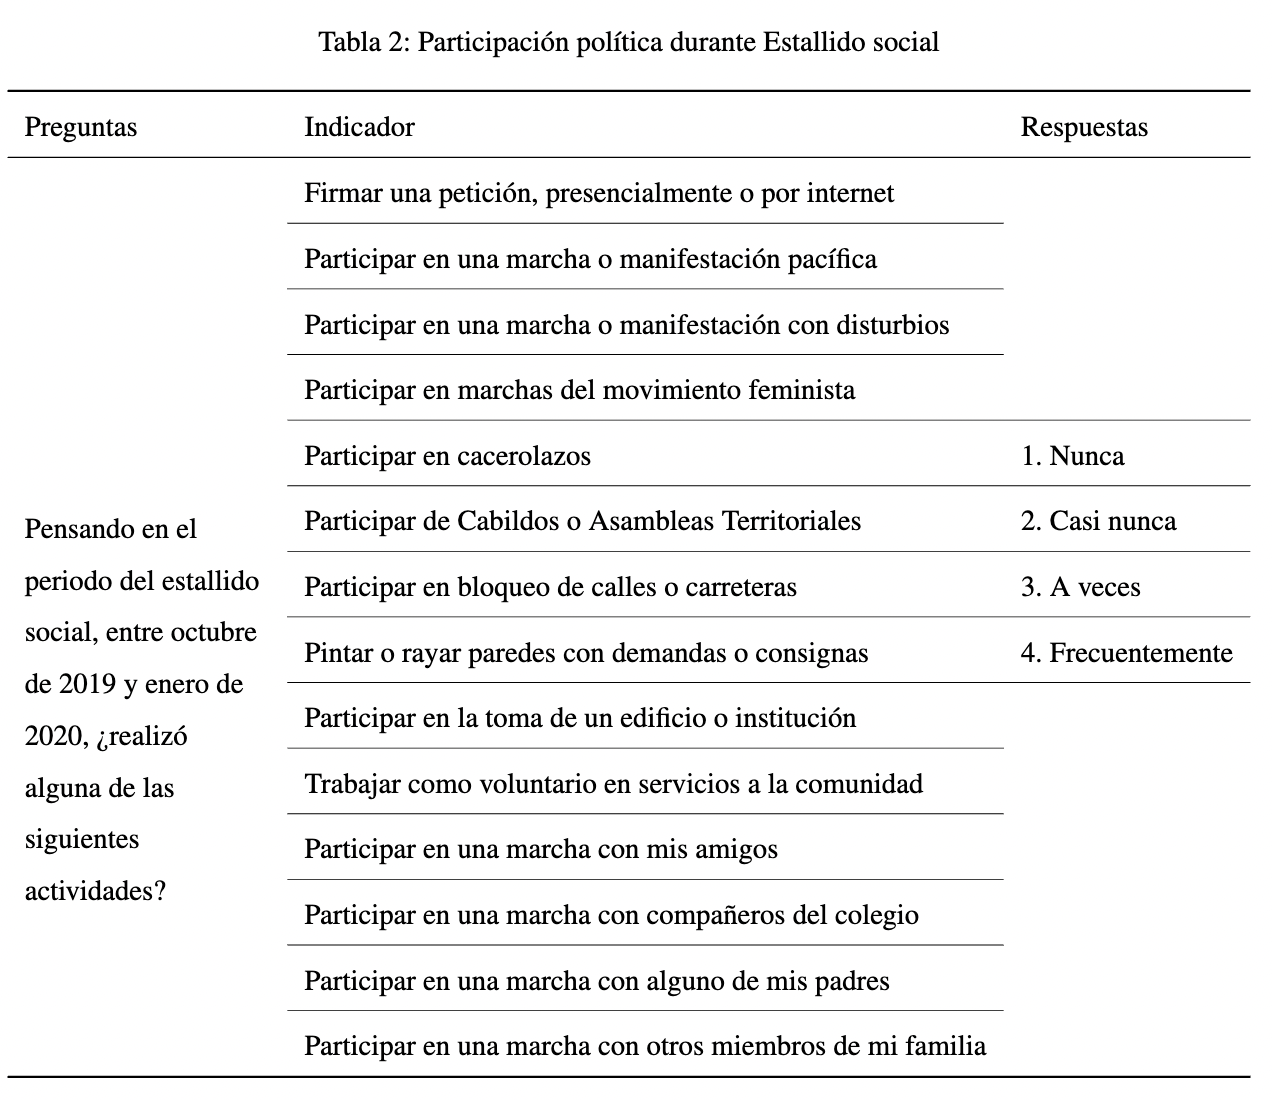 Tabla 2: Participación política durante Estallido social
Preguntas Indicador Respuestas
Firmar una petición, presencialmente o por internet
Participar en una marcha o manifestación pacífica
Participar en una marcha o manifestación con disturbios
Participar en marchas del movimiento feminista
Participar en cacerolazos 1. Nunca
Participar de Cabildos o Asambleas Territoriales 2. Casi nunca
Participar en bloqueo de calles o carreteras 3. A veces
Pintar o rayar paredes con demandas o consignas 4. Frecuentemente
Participar en la toma de un edificio o institución
Trabajar como voluntario en servicios a la comunidad
Participar en una marcha con mis amigos
Participar en una marcha con compañeros del colegio
Participar en una marcha con alguno de mis padres
Participar en una marcha con otros miembros de mi familia
Pensando en el
periodo del estallido
social, entre octubre
de 2019 y enero de
2020, ¿realizó
alguna de las
siguientes
actividades?